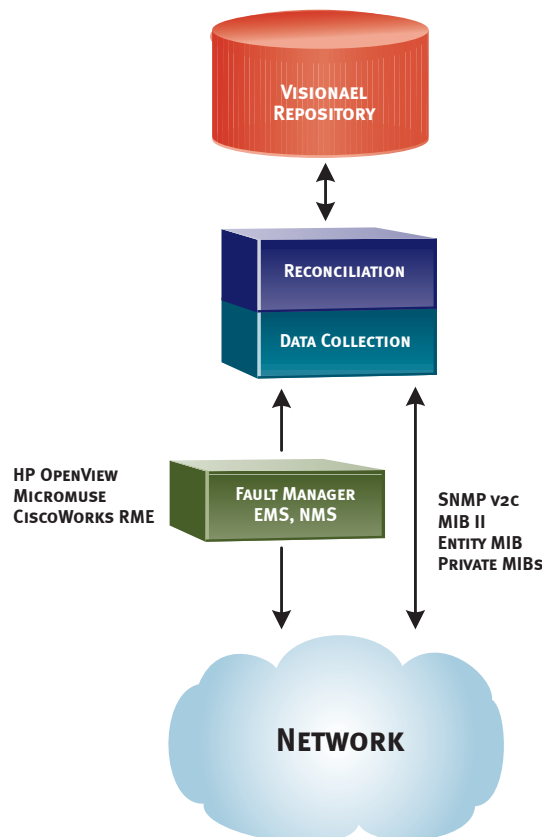 VISIONAEL
REPOSITORY
RECONCILIATION
DATA COLLECTION
HP OPENVIEW
MICROMUSE
CISCOWORKS RME
FAULT MANAGER
EMS, NMS
SNMP V2C
MIB II
ENTITY MIB
PRIVATE MIBS
NETWORK